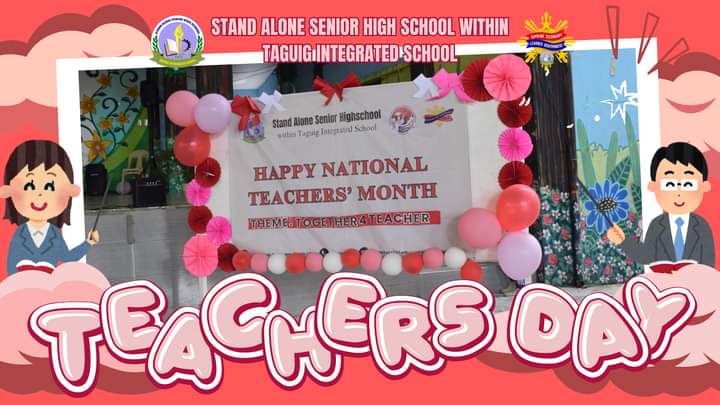 STAND ALONE SENIOR HIGH SCHOOL WITHIN
TAGUIG INTEGRATED SCHOOL
Stand Alone Senior Highschool
within Taguig Integrated School
HAPPY NATIONAL
TEACHERS' MONTH
THEME: TOGETHER4TEACHER
TEACHERS DAY